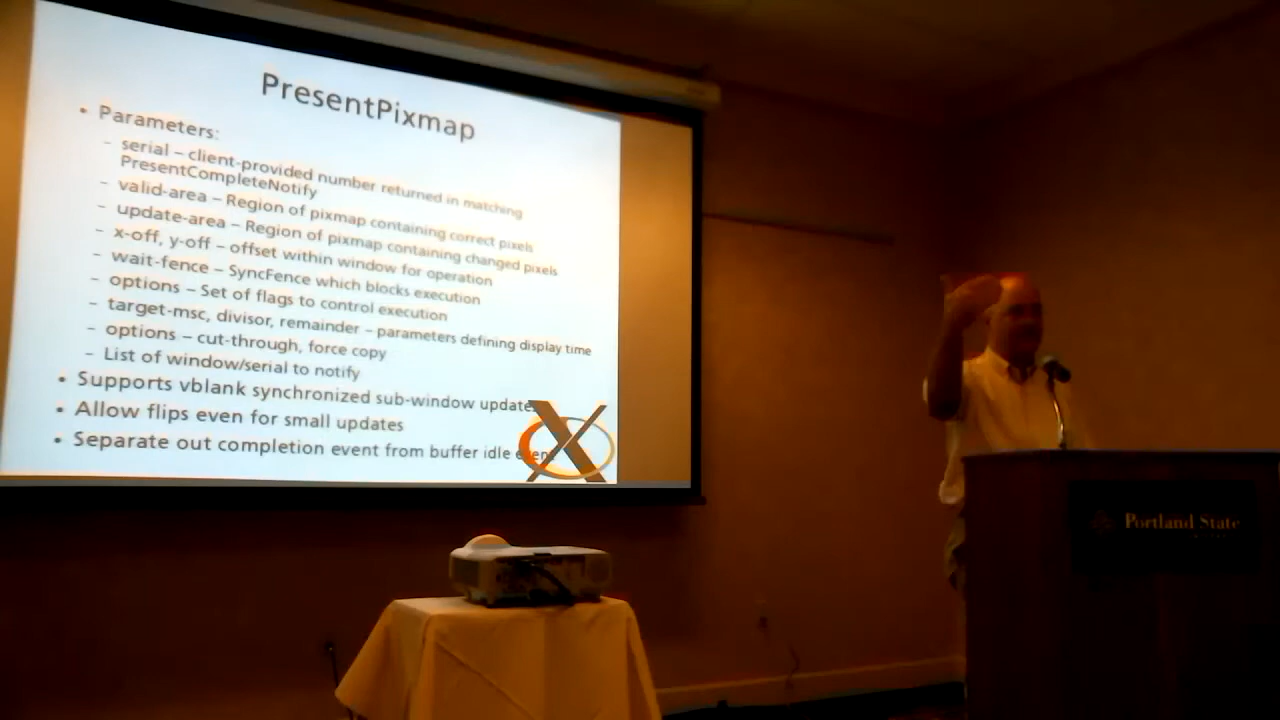 PresentPixmap
• Parameters:
– serial – client-provided number returned in matching
PresentCompleteNotify
– valid-area – Region of pixmap containing correct pixels
– update-area – Region of pixmap containing changed pixels
– x-off, y-off – offset within window for operation
– wait-fence – SyncFence which blocks execution
– options – Set of flags to control execution
– target-msc, divisor, remainder – parameters defining display time
– options – cut-through, force copy
– List of window/serial to notify
• Supports vblank synchronized sub-window updates
• Allow flips even for small updates
• Separate out completion event from buffer idle event
X
Portland State